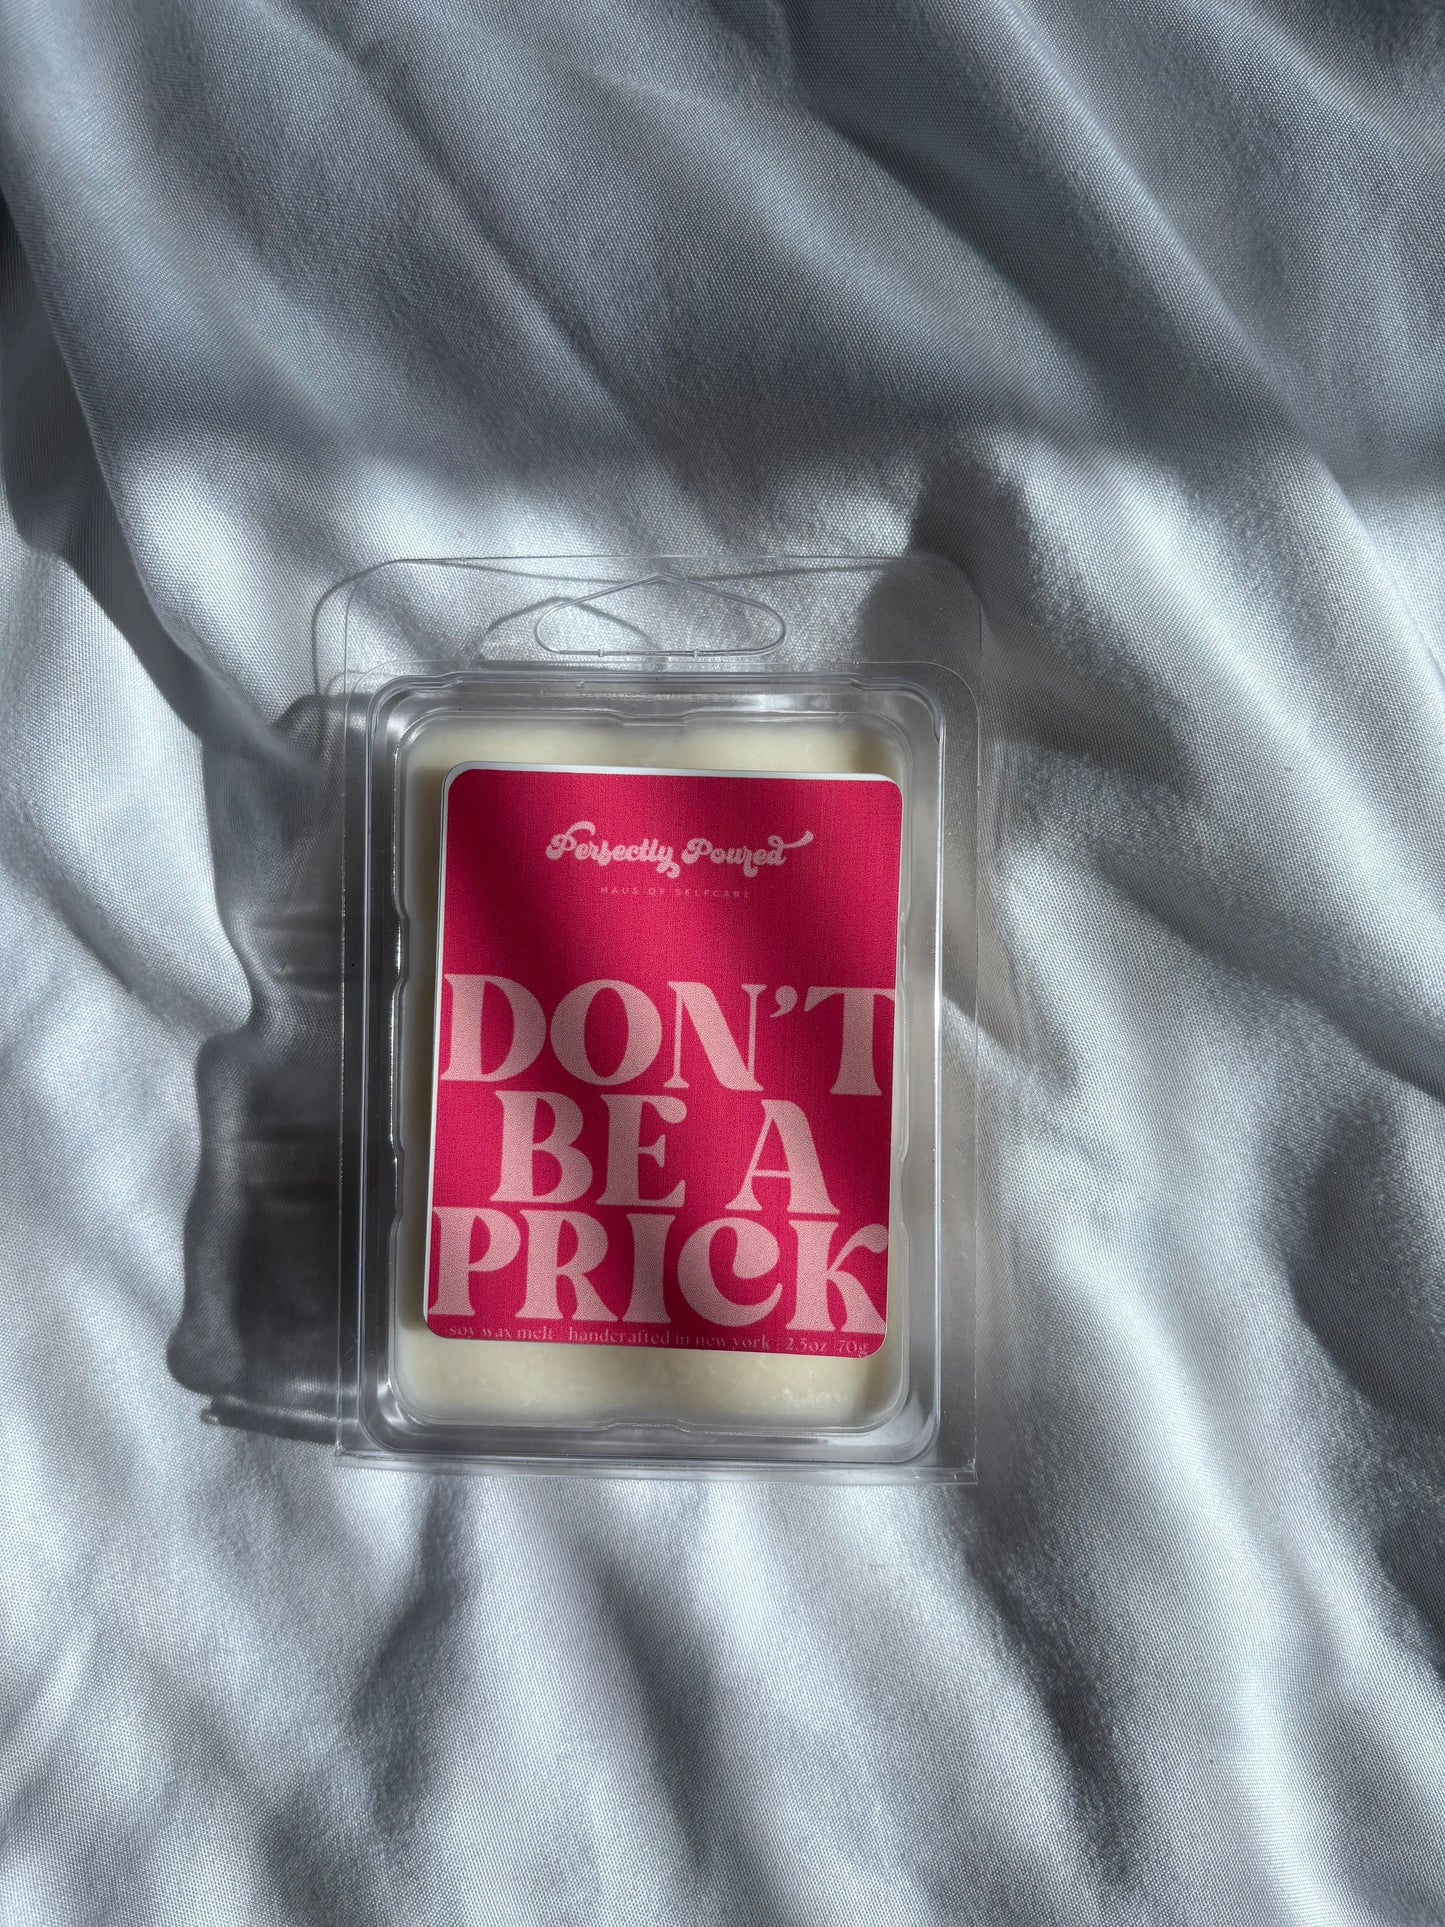 Perfectly Poured
HAUS OF SELFCARE
DON'T
BE A
PRICK
soy wax melt | handcrafted in new york | 2.5oz |70g